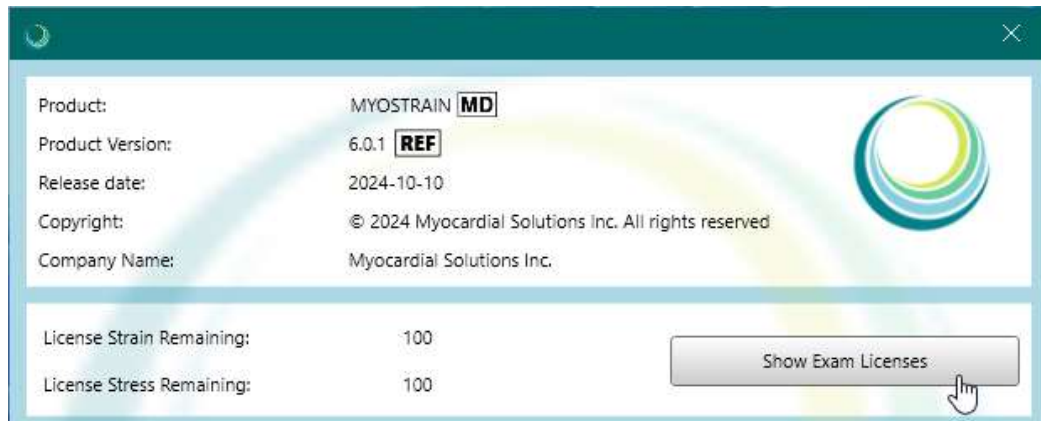 Product: MYOSTRAIN MD
Product Version: 6.0.1 REF
Release date: 2024-10-10
Copyright: © 2024 Myocardial Solutions Inc. All rights reserved
Company Name: Myocardial Solutions Inc.
License Strain Remaining: 100
Show Exam Licenses
License Stress Remaining: 100